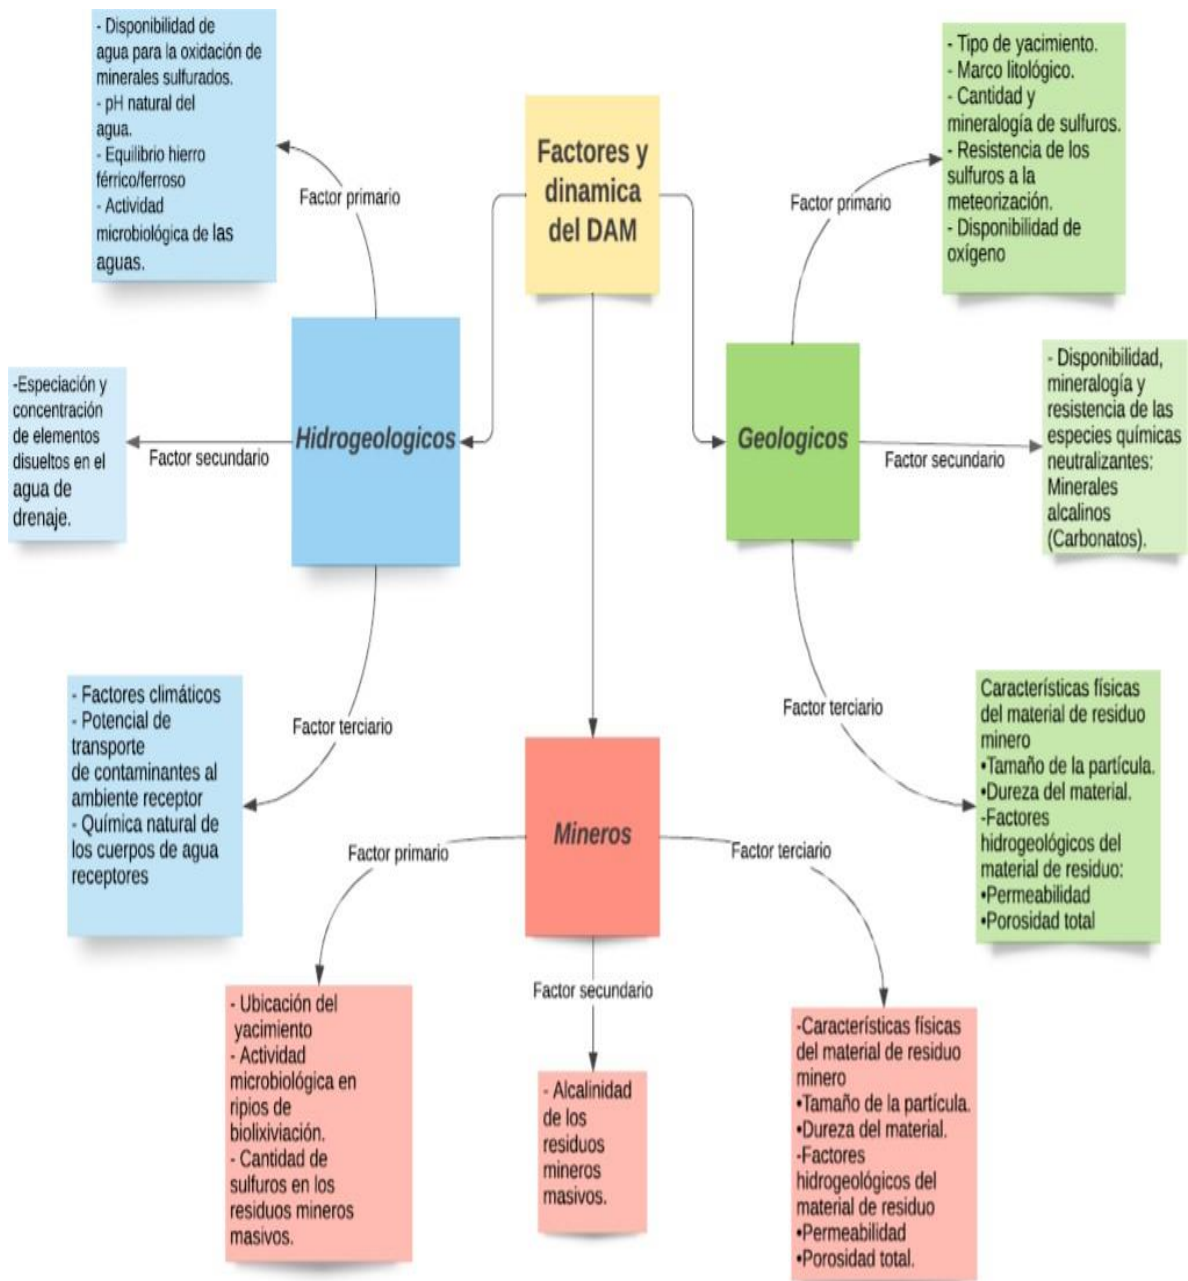 Factores y
dinamica
del DAM
Hidrogeologicos
Factor primario
- Disponibilidad de
agua para la oxidación de
minerales sulfurados.
- pH natural del
agua.
- Equilibrio hierro
férrico/ferroso
- Actividad
microbiológica de las
aguas.
Factor secundario
-Especiación y
concentración
de elementos
disueltos en el
agua de
drenaje.
Factor terciario
- Factores climáticos
- Potencial de
transporte
de contaminantes al
ambiente receptor
- Química natural de
los cuerpos de agua
receptores
Geologicos
Factor primario
- Tipo de yacimiento.
- Marco litológico.
- Cantidad y
mineralogía de sulfuros.
- Resistencia de los
sulfuros a la
meteorización.
- Disponibilidad de
oxígeno
Factor secundario
- Disponibilidad,
mineralogía y
resistencia de las
especies químicas
neutralizantes:
Minerales
alcalinos
(Carbonatos).
Factor terciario
Características físicas
del material de residuo
minero
•Tamaño de la partícula.
•Dureza del material.
-Factores
hidrogeológicos del
material de residuo:
•Permeabilidad
•Porosidad total
Mineros
Factor primario
- Ubicación del
yacimiento
- Actividad
microbiológica en
ripios de
biolixiviación.
- Cantidad de
sulfuros en los
residuos mineros
masivos.
Factor secundario
- Alcalinidad
de los
residuos
mineros
masivos.
Factor terciario
-Características físicas
del material de residuo
minero
•Tamaño de la partícula.
•Dureza del material.
-Factores
hidrogeológicos del
material de residuo
•Permeabilidad
•Porosidad total.